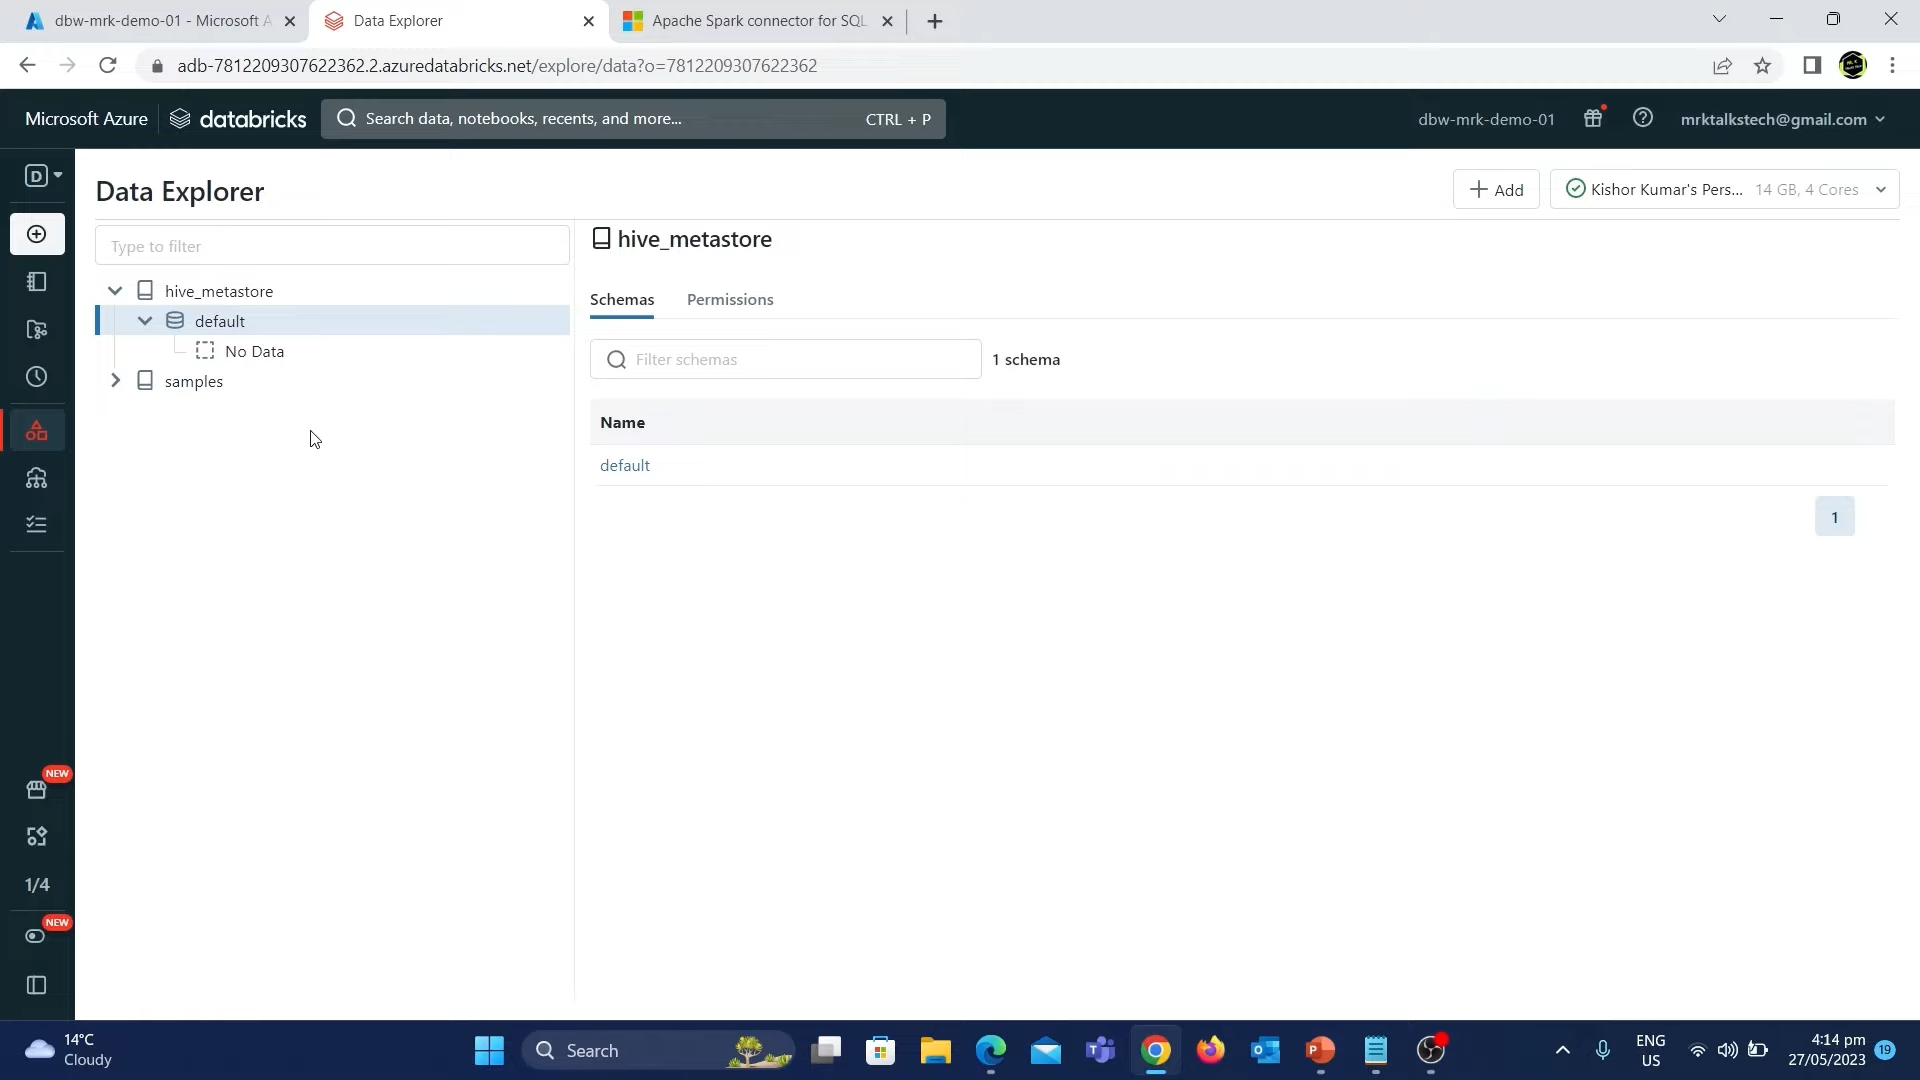 dbw-mrk-demo-01 - Microsoft A
Data Explorer
Apache Spark connector for SQL
adb-7812209307622362.2.azuredatabricks.net/explore/data?o=7812209307622362
Microsoft Azure
databricks
Search data, notebooks, recents, and more...
CTRL + P
dbw-mrk-demo-01
mrktalkstech@gmail.com
D
Data Explorer
Add
Kishor Kumar's Pers...
14 GB, 4 Cores
Type to filter
hive_metastore
default
No Data
samples
hive_metastore
Schemas
Permissions
Filter schemas
1 schema
Name
default
1
NEW
1/4
NEW
14°C
Cloudy
Search
ENG
US
4:14 pm
27/05/2023
19